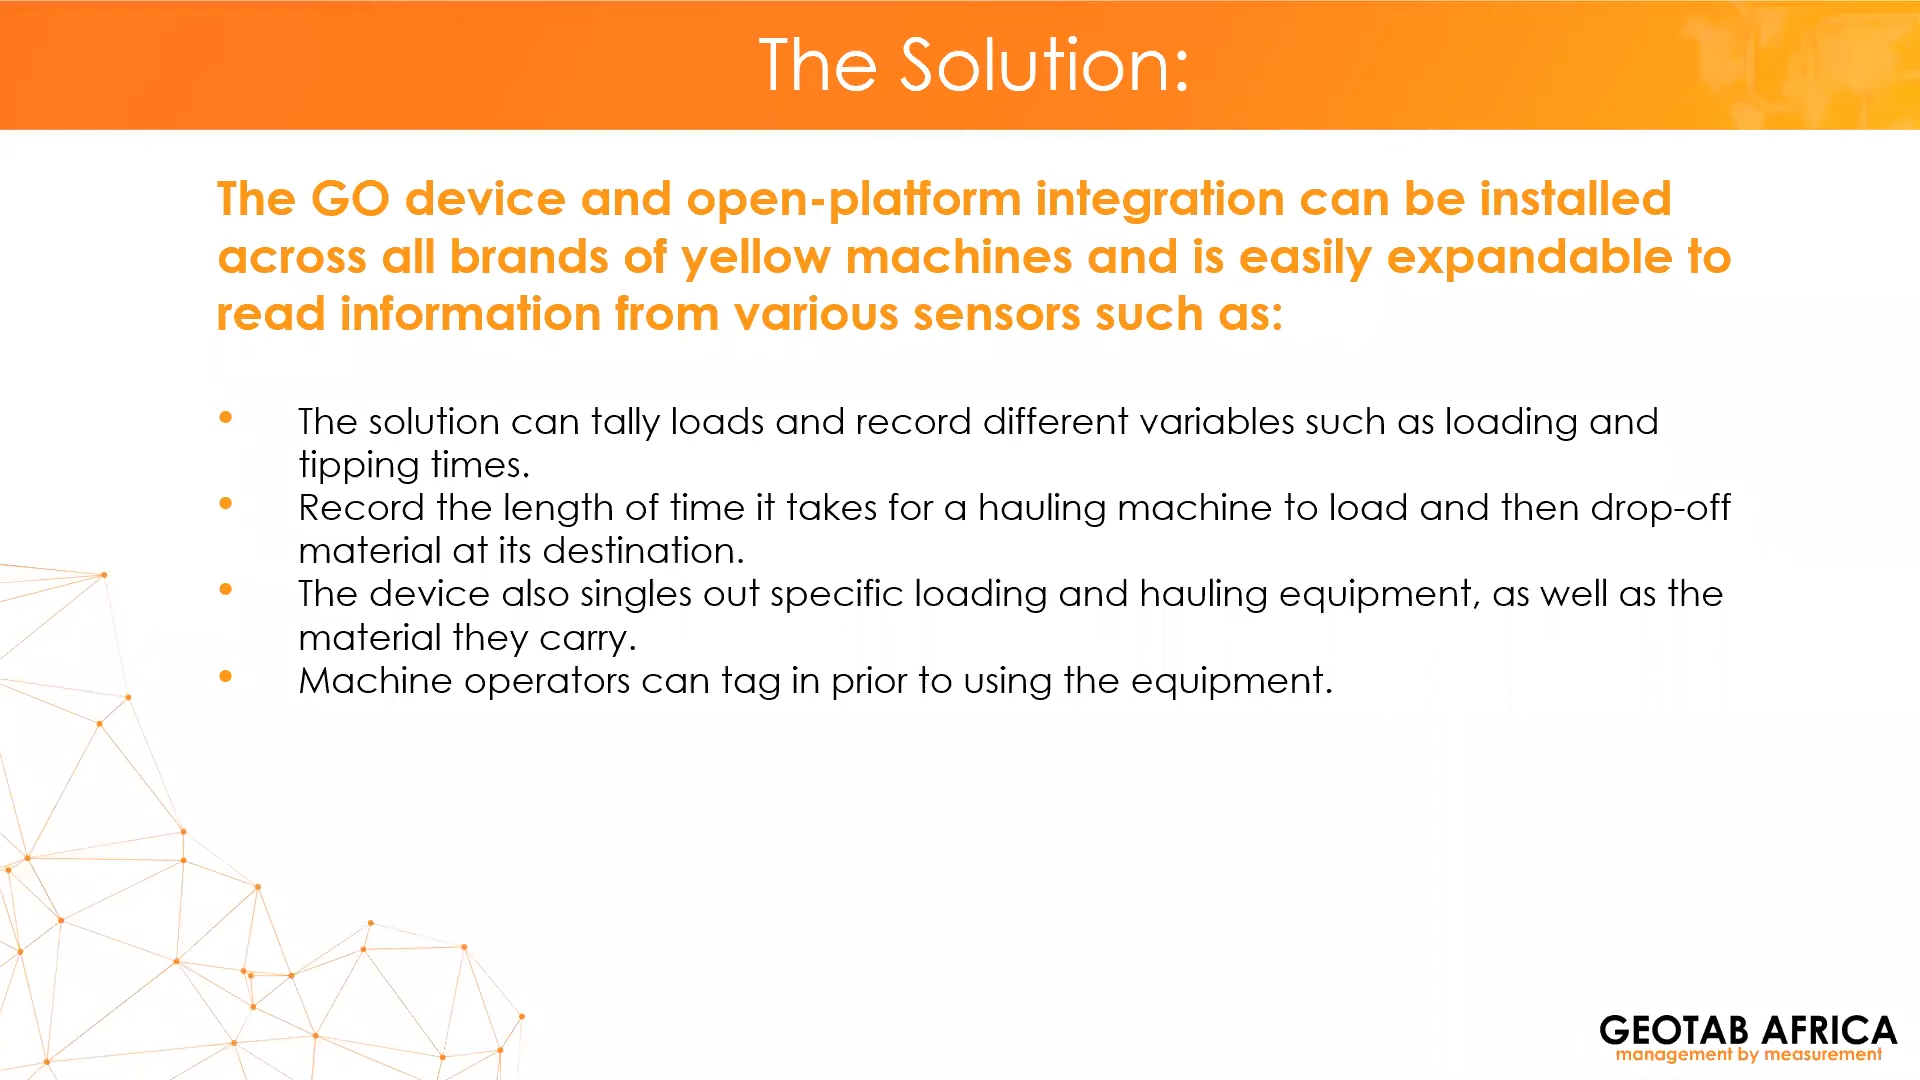 The Solution:
The GO device and open-platform integration can be installed
across all brands of yellow machines and is easily expandable to
read information from various sensors such as:
• The solution can tally loads and record different variables such as loading and
tipping times.
• Record the length of time it takes for a hauling machine to load and then drop-off
material at its destination.
• The device also singles out specific loading and hauling equipment, as well as the
material they carry.
• Machine operators can tag in prior to using the equipment.
GEOTAB AFRICA
management by measurement